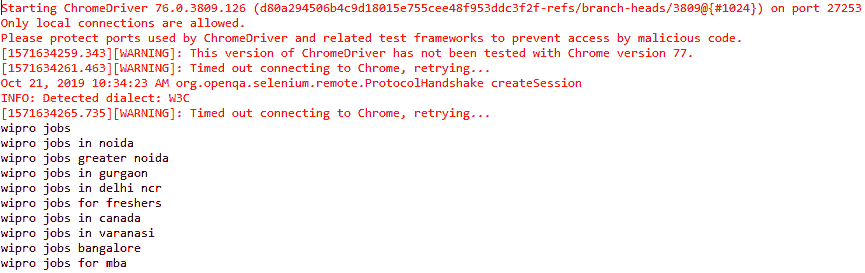 Starting ChromeDriver 76.0.3809.126 (d80a294506b4c9d18015e755cee48f953ddc3f2f-refs/branch-heads/3809@{#1024}) on port 27253
Only local connections are allowed.
Please protect ports used by ChromeDriver and related test frameworks to prevent access by malicious code.
[1571634259.343][WARNING]: This version of ChromeDriver has not been tested with Chrome version 77.
[1571634261.463][WARNING]: Timed out connecting to Chrome, retrying...
Oct 21, 2019 10:34:23 AM org.openqa.selenium.remote.ProtocolHandshake createSession
INFO: Detected dialect: W3C
[1571634265.735][WARNING]: Timed out connecting to Chrome, retrying...
wipro jobs
wipro jobs in noida
wipro jobs greater noida
wipro jobs in gurgaon
wipro jobs in delhi ncr
wipro jobs for freshers
wipro jobs in canada
wipro jobs in varanasi
wipro jobs bangalore
wipro jobs for mba